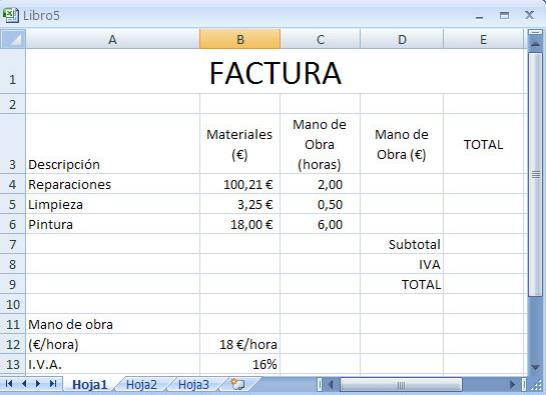 Libro5
A B C D E
1 FACTURA
2
3 Descripción Materiales (€) Mano de Obra (horas) Mano de Obra (€) TOTAL
4 Reparaciones 100,21 € 2,00
5 Limpieza 3,25 € 0,50
6 Pintura 18,00 € 6,00
7 Subtotal
8 IVA
9 TOTAL
10
11 Mano de obra
12 (€/hora) 18 €/hora
13 I.V.A. 16%
Hoja1 Hoja2 Hoja3